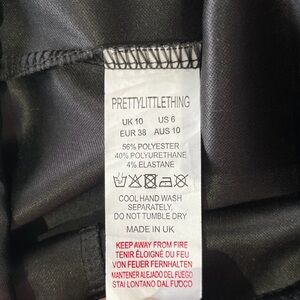 PRETTYLITTLETHING
UK 10 US 6
EUR 38 AUS 10
56% POLYESTER
40% POLYURETHANE
4% ELASTANE
COOL HAND WASH
SEPARATELY.
DO NOT TUMBLE DRY
MADE IN UK
KEEP AWAY FROM FIRE
TENIR ÉLOIGNÉ DU FEU
VON FEUER FERNHALTEN
MANTENER ALEJADO DEL FUEGO
STAI LONTANO DAL FUOCO